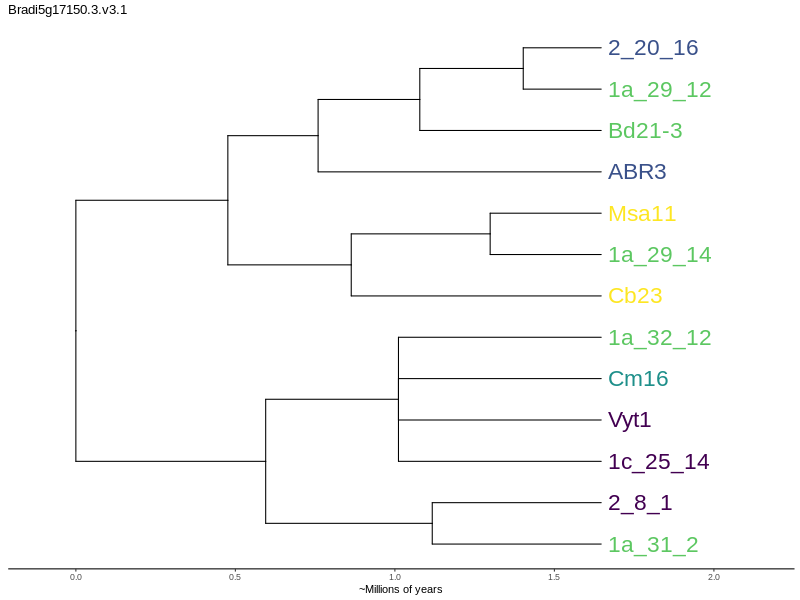 Bradi5g17150.3.v3.1
2_20_16
1a_29_12
Bd21-3
ABR3
Msa11
1a_29_14
Cb23
1a_32_12
Cm16
Vyt1
1c_25_14
2_8_1
1a_31_2
0.0 0.5 1.0 1.5 2.0
~Millions of years